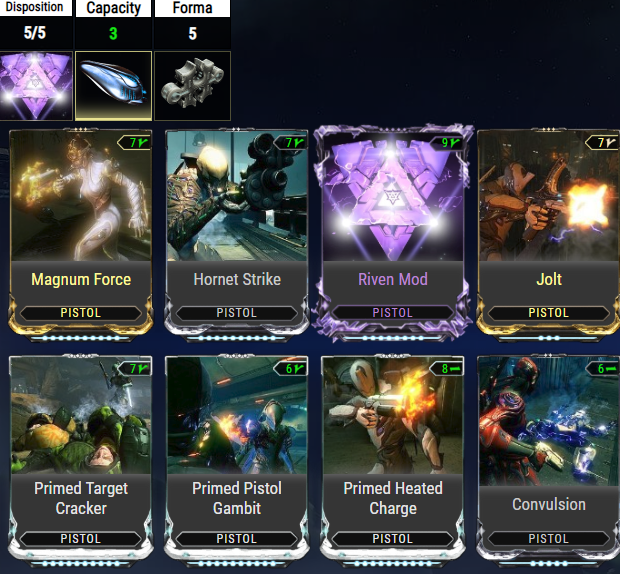 Disposition Capacity Forma
5/5 3 5
7 7 9 7
Magnum Force Hornet Strike Riven Mod Jolt
PISTOL PISTOL PISTOL PISTOL
7 6 8 6
Primed Target Primed Pistol Primed Heated
Cracker Gambit Charge Convulsion
PISTOL PISTOL PISTOL PISTOL